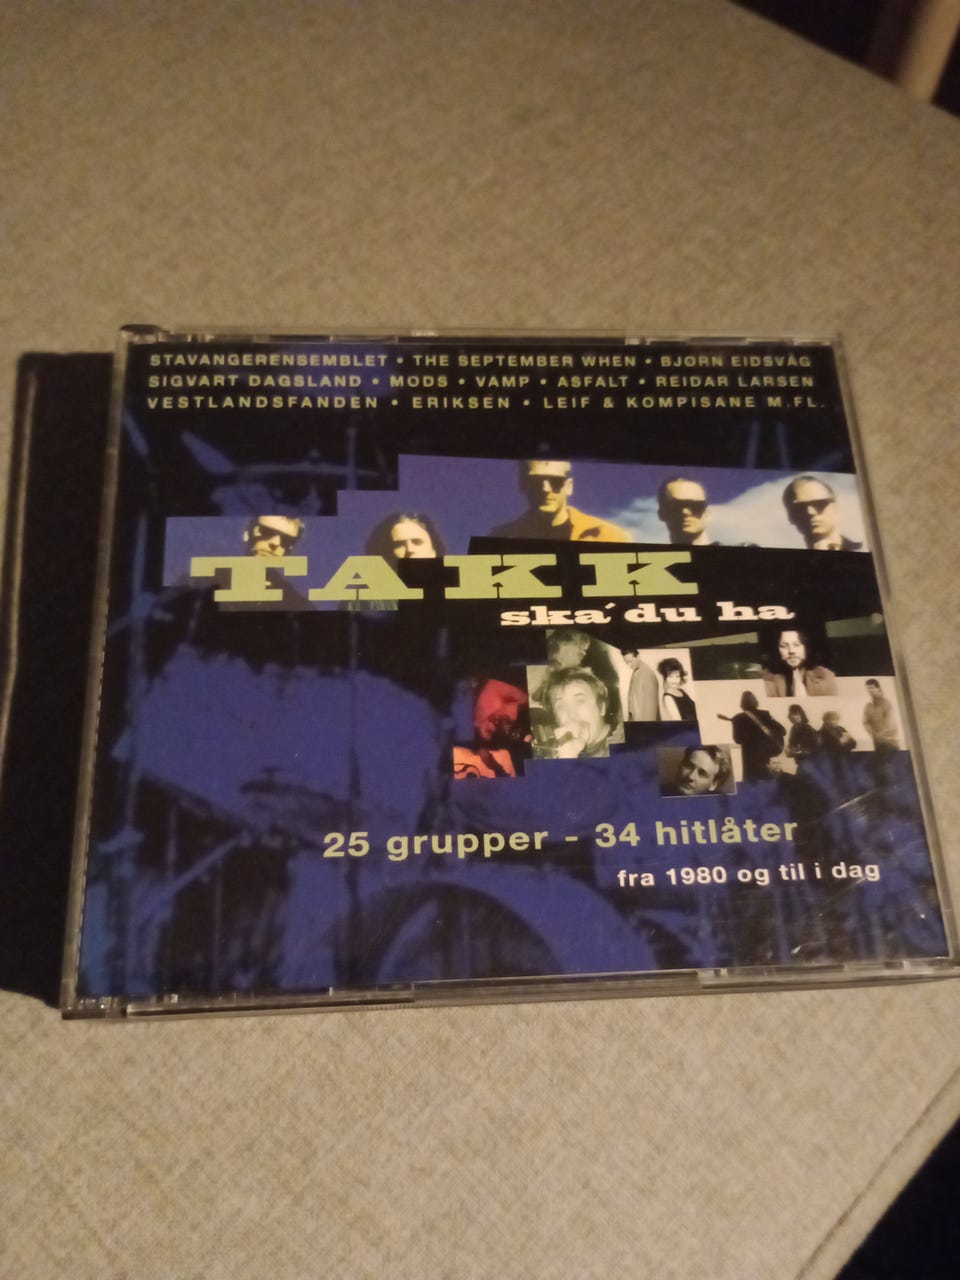 STAVANGERENSEMBLET • THE SEPTEMBER WHEN • BJØRN EIDSVÅG
SIGVART DAGSLAND • MODS • VAMP • ASFALT • REIDAR LARSEN
VESTLANDSFANDEN • ERIKSEN • LEIF & KOMPISANE M.FL.
TAKK
ska´du ha
25 grupper - 34 hitlåter
fra 1980 og til i dag